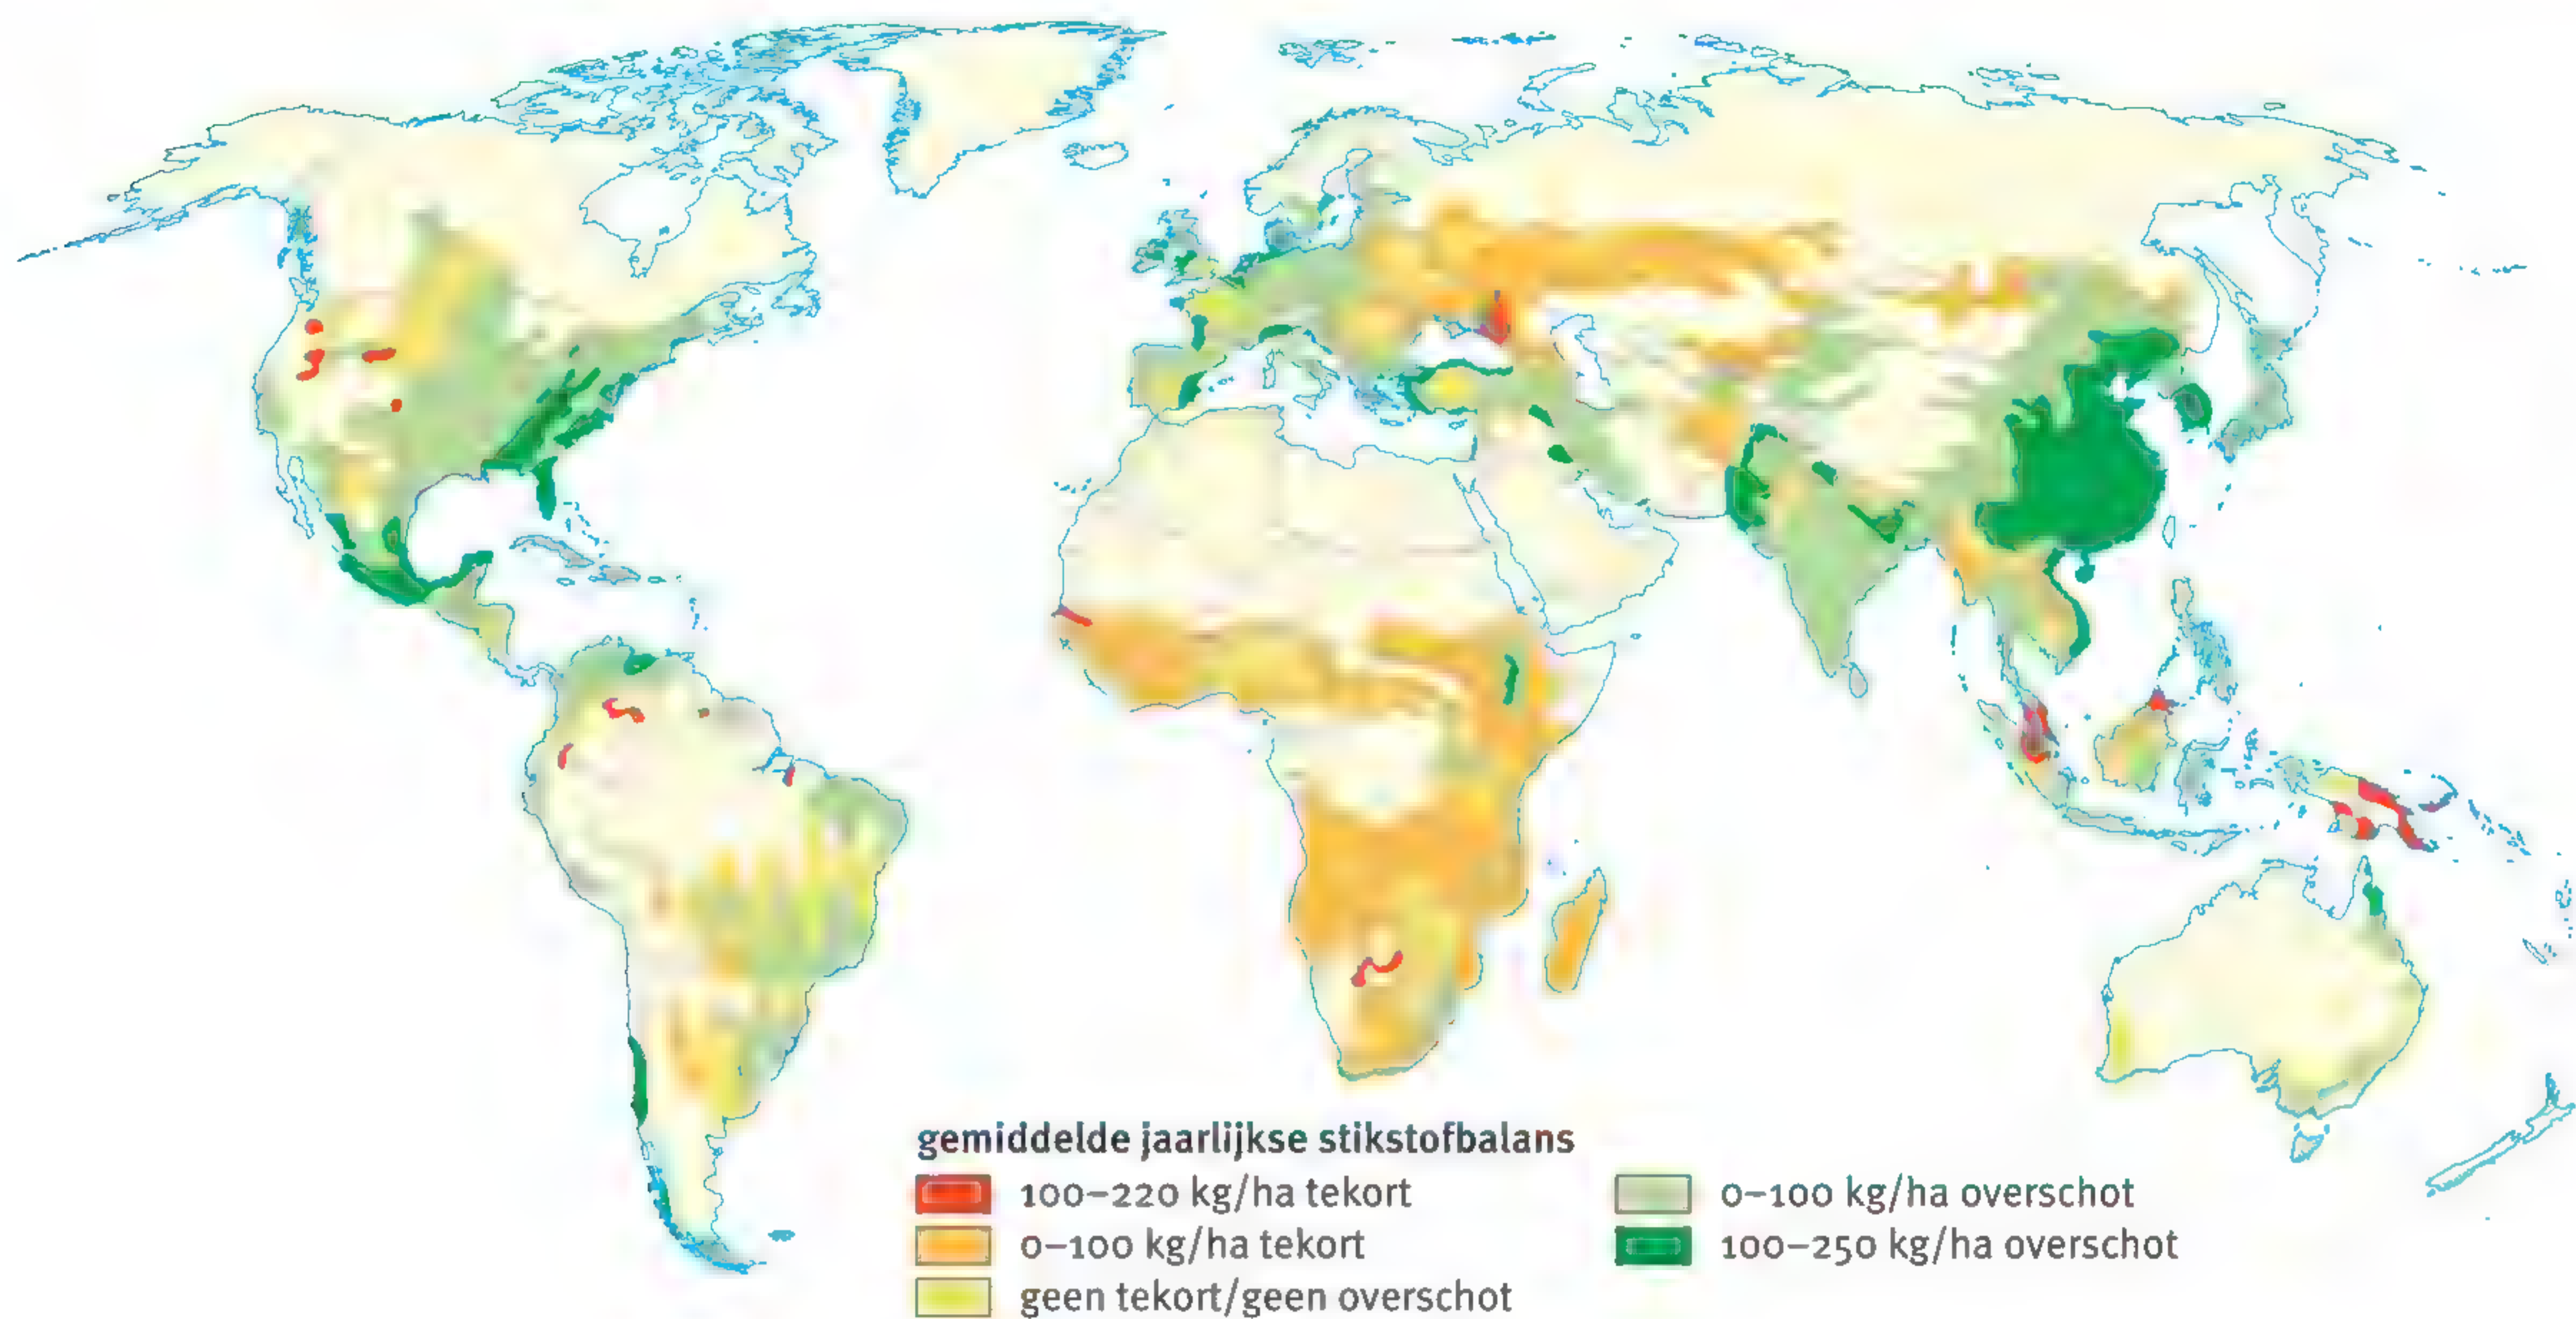 gemiddelde jaarlijkse stikstofbalans
100–220 kg/ha tekort
0–100 kg/ha tekort
geen tekort/geen overschot
0–100 kg/ha overschot
100–250 kg/ha overschot